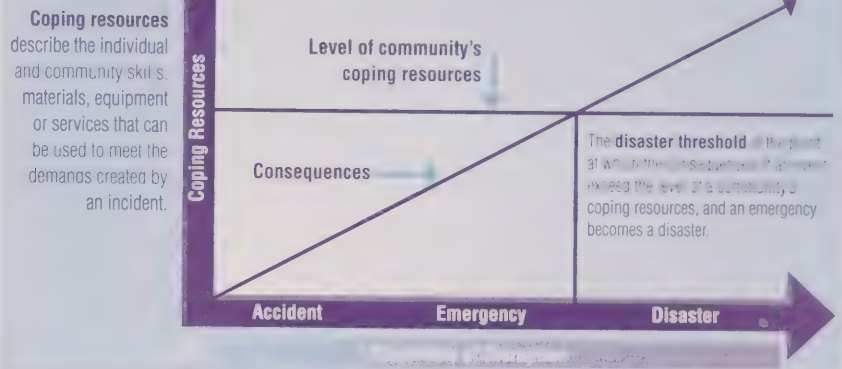 Coping resources
describe the individual
and community skills,
materials, equipment
or services that can
be used to meet the
demands created by
an incident.
Coping Resources
Level of community's
coping resources
Consequences
The disaster threshold
at
exceed the level of a community's
coping resources, and an emergency
becomes a disaster.
Accident
Emergency
Disaster